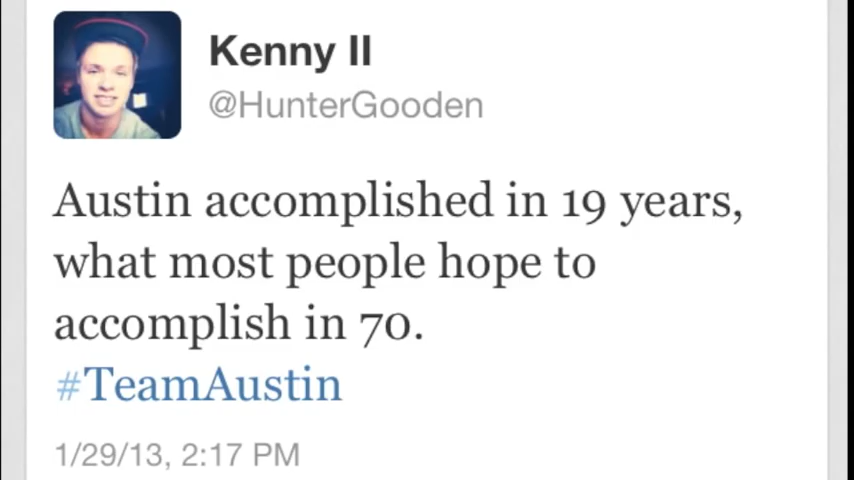 Kenny II
@HunterGooden
Austin accomplished in 19 years,
what most people hope to
accomplish in 70.
#TeamAustin
1/29/13, 2:17 PM